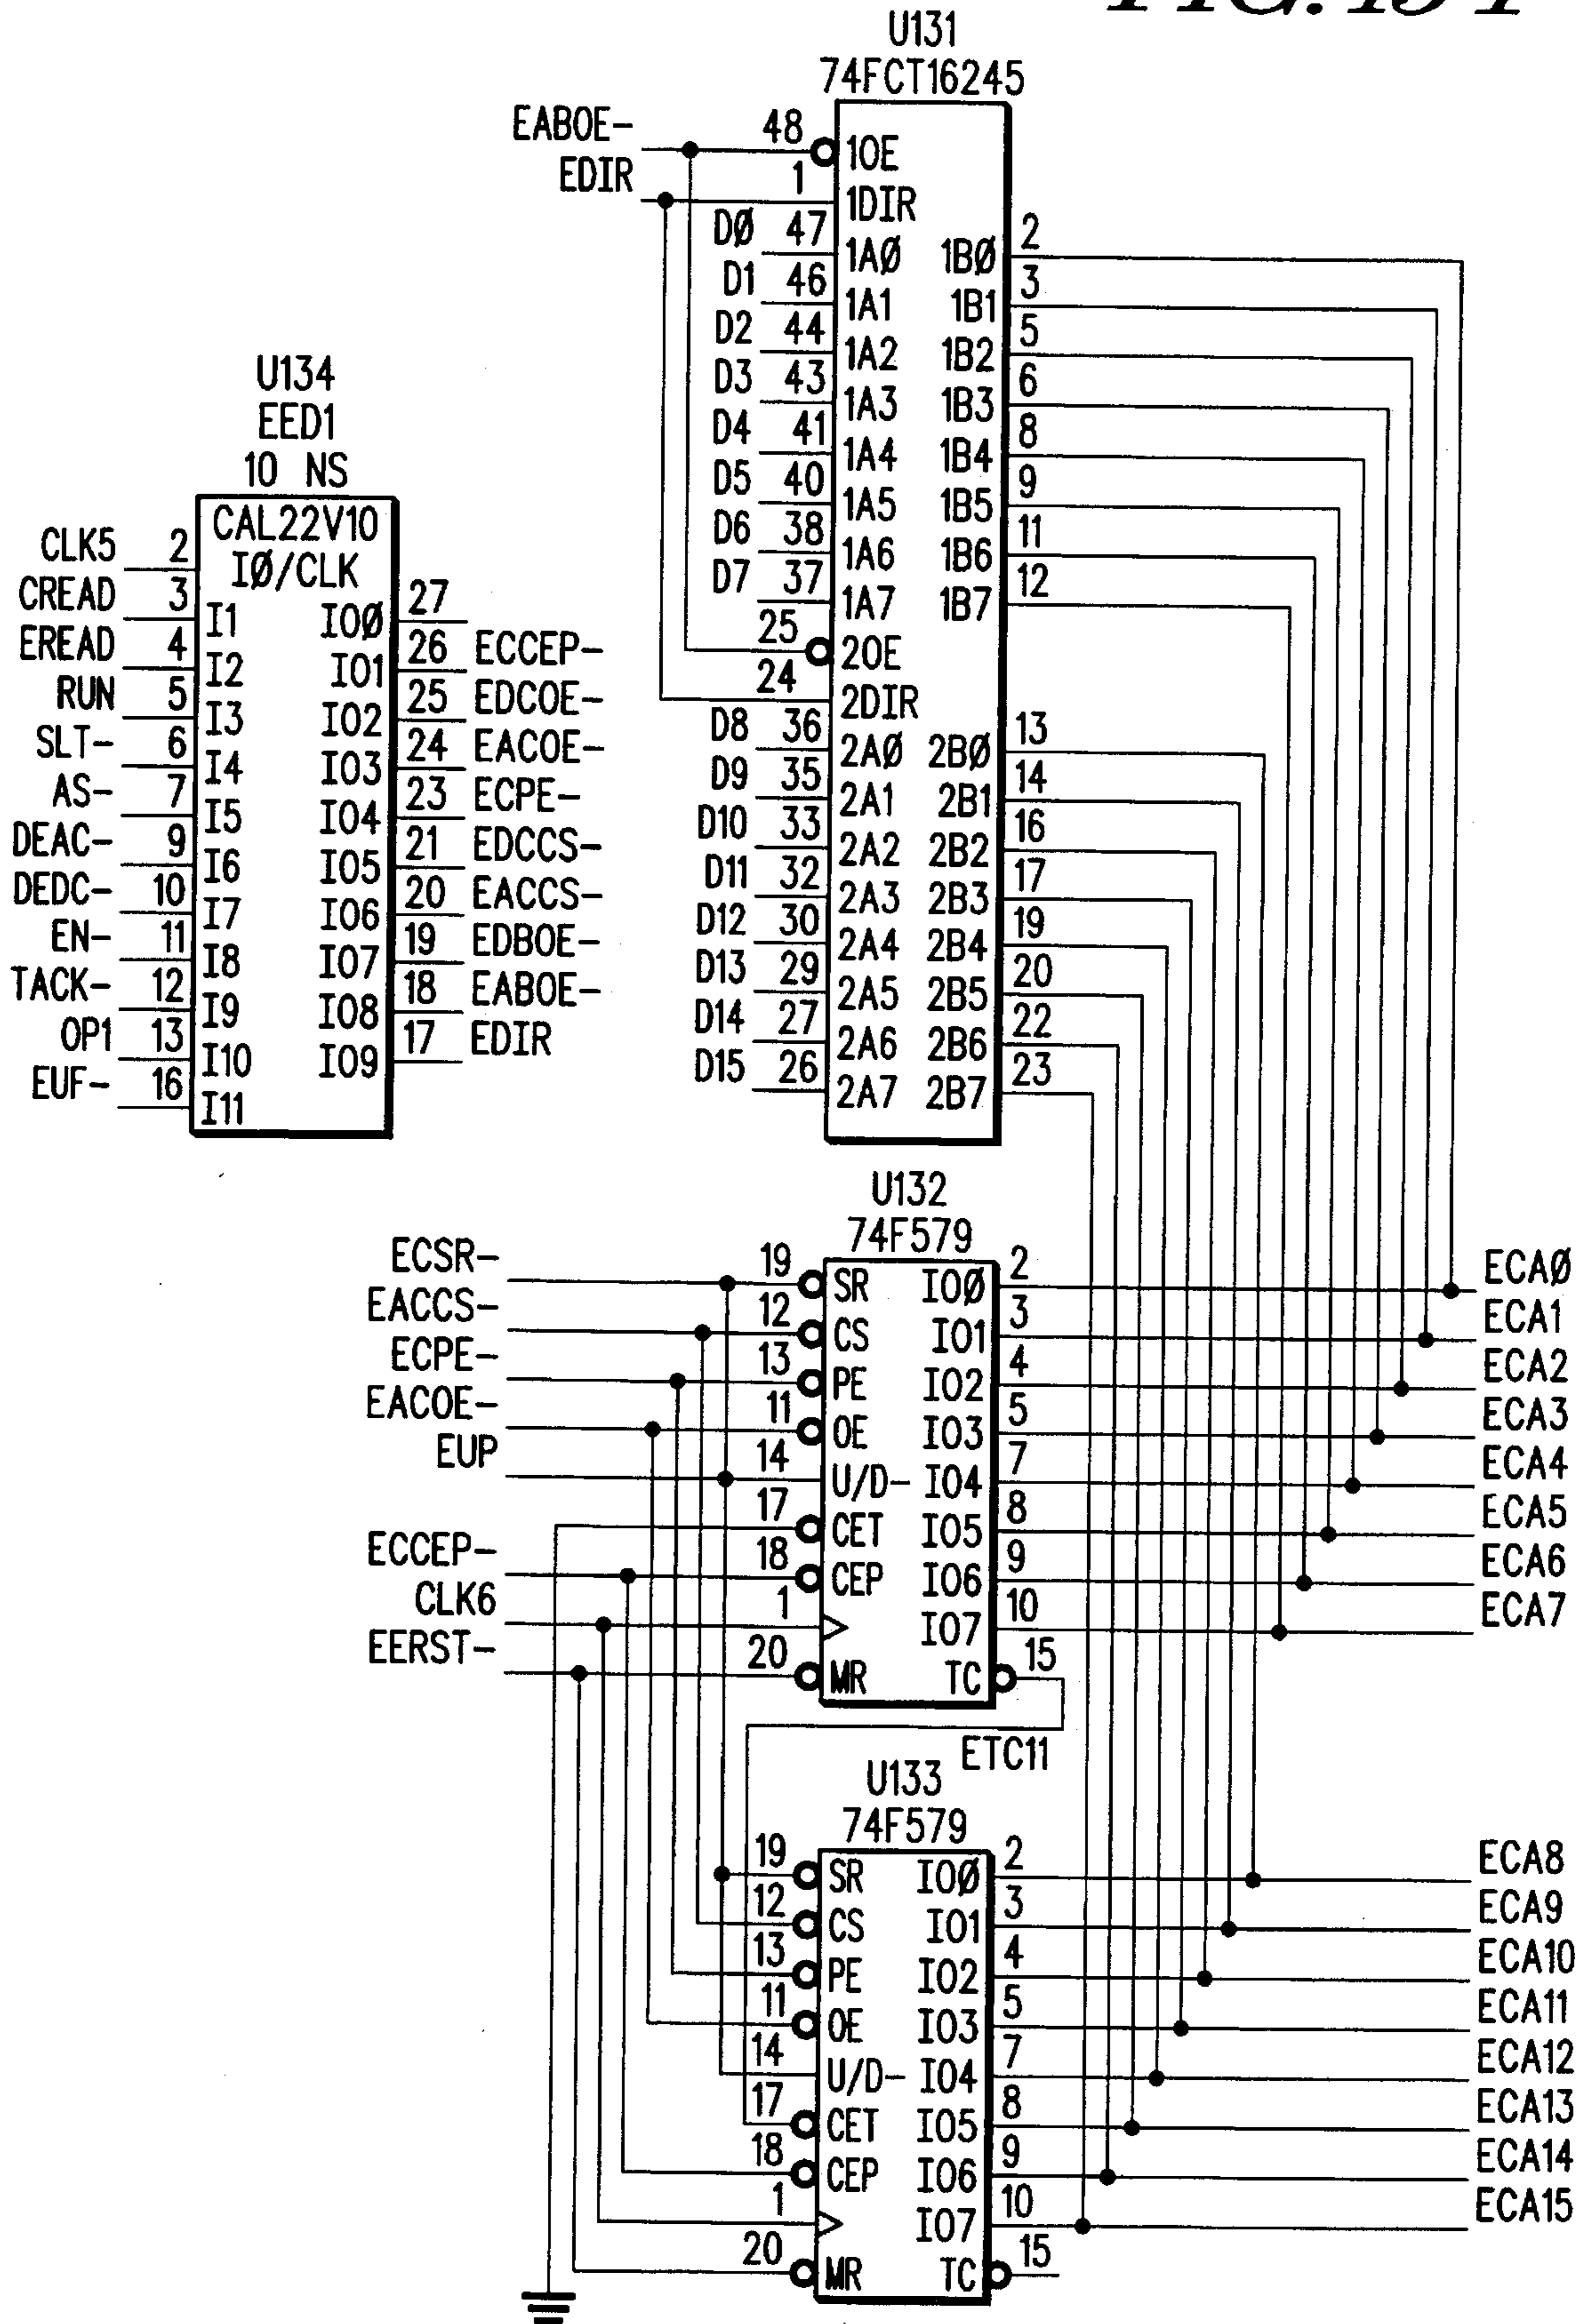 U131
74FCT16245
EABOE-
EDIR
48
1OE
1
1DIR
DØ 47 1AØ 1BØ 2
D1 46 1A1 1B1 3
D2 44 1A2 1B2 5
D3 43 1A3 1B3 6
D4 41 1A4 1B4 8
D5 40 1A5 1B5 9
D6 38 1A6 1B6 11
D7 37 1A7 1B7 12
25 2OE
24 2DIR
D8 36 2AØ 2BØ 13
D9 35 2A1 2B1 14
D10 33 2A2 2B2 16
D11 32 2A3 2B3 17
D12 30 2A4 2B4 19
D13 29 2A5 2B5 20
D14 27 2A6 2B6 22
D15 26 2A7 2B7 23
U134
EED1
10 NS
CAL22V10
CLK5 2 IØ/CLK
CREAD 3 I1 IOØ 27
EREAD 4 I2 IO1 26 ECCEP-
RUN 5 I3 IO2 25 EDCOE-
SLT- 6 I4 IO3 24 EACOE-
AS- 7 I5 IO4 23 ECPE-
DEAC- 9 I6 IO5 21 EDCCS-
DEDC- 10 I7 IO6 20 EACCS-
EN- 11 I8 IO7 19 EDBOE-
TACK- 12 I9 IO8 18 EABOE-
OP1 13 I10 IO9 17 EDIR
EUF- 16 I11
U132
74F579
ECSR- 19 SR IOØ 2 ECAØ
EACCS- 12 CS IO1 3 ECA1
ECPE- 13 PE IO2 4 ECA2
EACOE- 11 OE IO3 5 ECA3
EUP 14 U/D- IO4 7 ECA4
17 CET IO5 8 ECA5
ECCEP- 18 CEP IO6 9 ECA6
CLK6 1 IO7 10 ECA7
EERST- 20 MR TC 15
ETC11
U133
74F579
19 SR IOØ 2 ECA8
12 CS IO1 3 ECA9
13 PE IO2 4 ECA10
11 OE IO3 5 ECA11
14 U/D- IO4 7 ECA12
17 CET IO5 8 ECA13
18 CEP IO6 9 ECA14
1 IO7 10 ECA15
20 MR TC 15